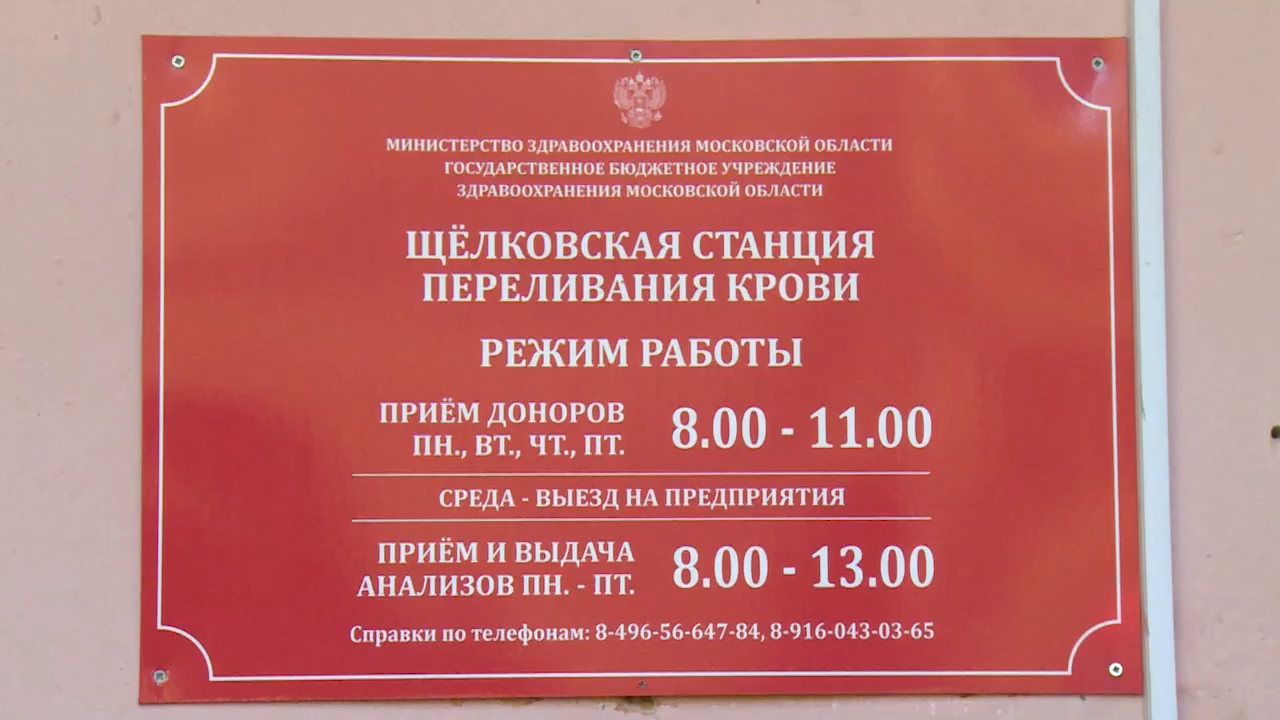 МИНИСТЕРСТВО ЗДРАВООХРАНЕНИЯ МОСКОВСКОЙ ОБЛАСТИ
ГОСУДАРСТВЕННОЕ БЮДЖЕТНОЕ УЧРЕЖДЕНИЕ
ЗДРАВООХРАНЕНИЯ МОСКОВСКОЙ ОБЛАСТИ
ЩЁЛКОВСКАЯ СТАНЦИЯ
ПЕРЕЛИВАНИЯ КРОВИ
РЕЖИМ РАБОТЫ
ПРИЁМ ДОНОРОВ
ПН., ВТ., ЧТ., ПТ.
8.00 - 11.00
СРЕДА - ВЫЕЗД НА ПРЕДПРИЯТИЯ
ПРИЁМ И ВЫДАЧА
АНАЛИЗОВ ПН. - ПТ.
8.00 - 13.00
Справки по телефонам: 8-496-56-647-84, 8-916-043-03-65